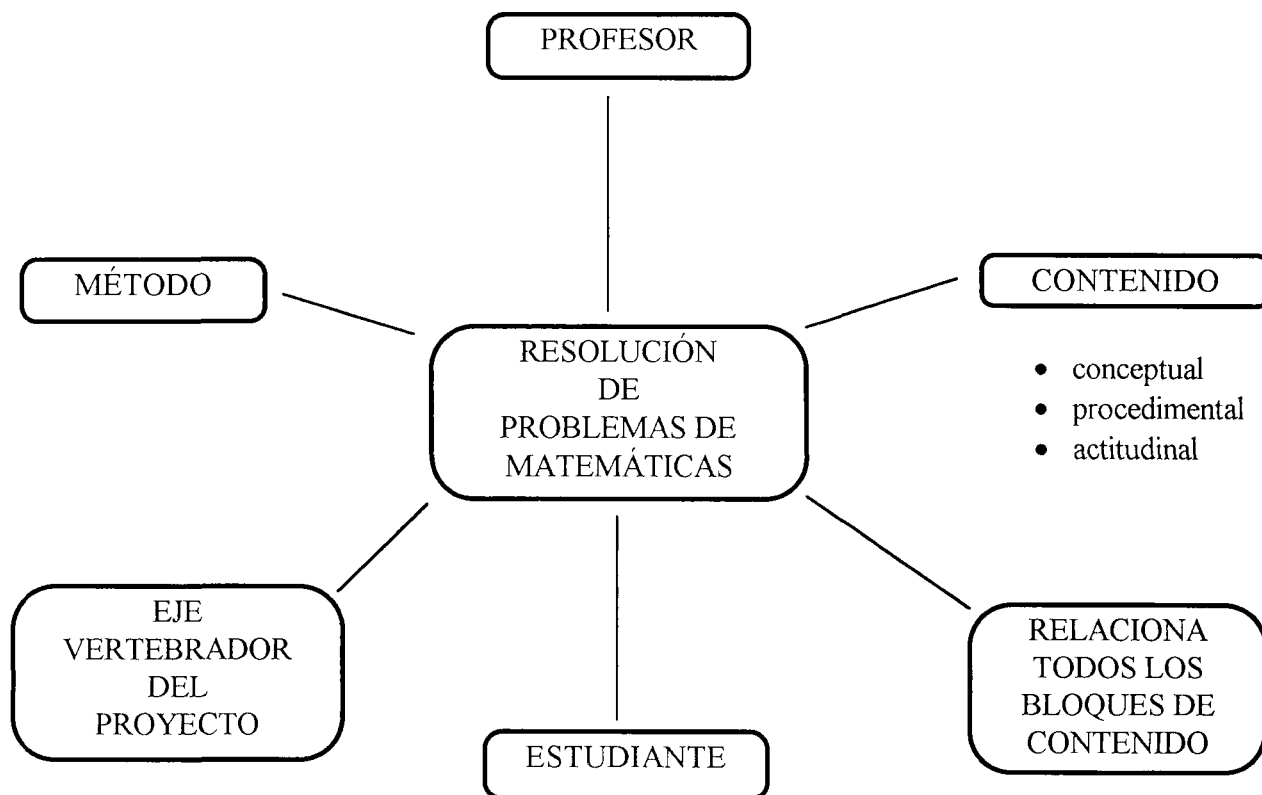 PROFESOR
MÉTODO
CONTENIDO
• conceptual
• procedimental
• actitudinal
RESOLUCIÓN
DE
PROBLEMAS DE
MATEMÁTICAS
EJE
VERTEBRADOR
DEL
PROYECTO
ESTUDIANTE
RELACIONA
TODOS LOS
BLOQUES DE
CONTENIDO